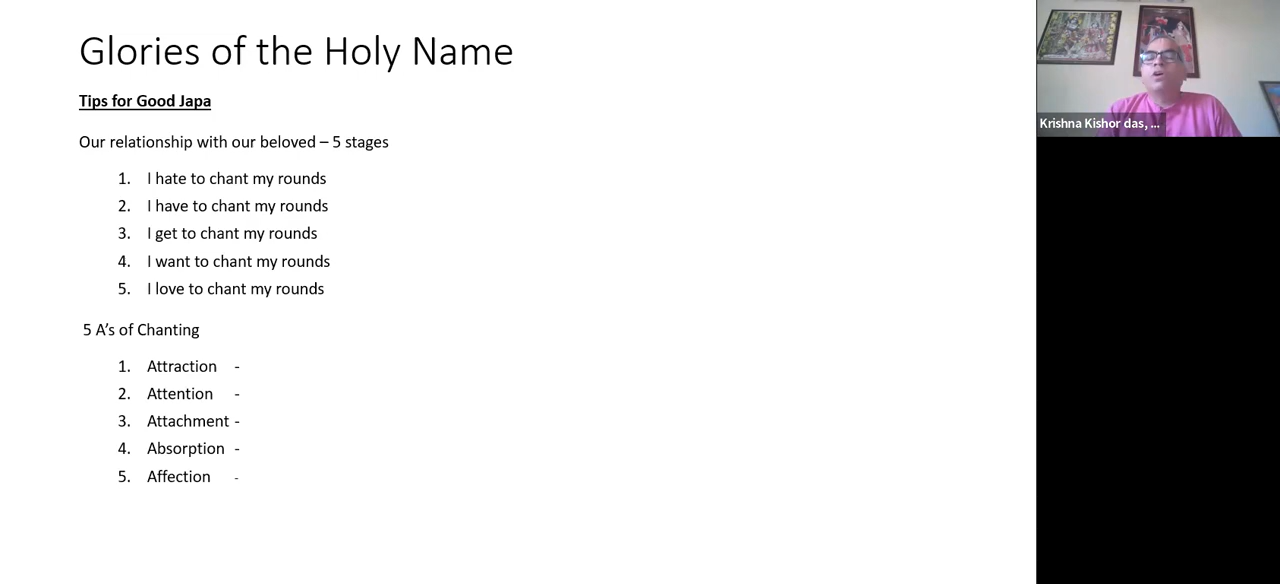 Glories of the Holy Name
Tips for Good Japa
Our relationship with our beloved – 5 stages
1. I hate to chant my rounds
2. I have to chant my rounds
3. I get to chant my rounds
4. I want to chant my rounds
5. I love to chant my rounds
5 A’s of Chanting
1. Attraction -
2. Attention -
3. Attachment -
4. Absorption -
5. Affection -
Krishna Kishor das, ...